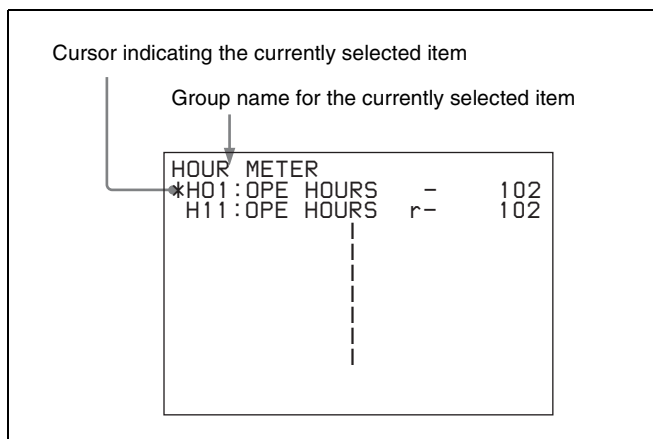 Cursor indicating the currently selected item
Group name for the currently selected item
HOUR METER
*H01:OPE HOURS - 102
H11:OPE HOURS r- 102